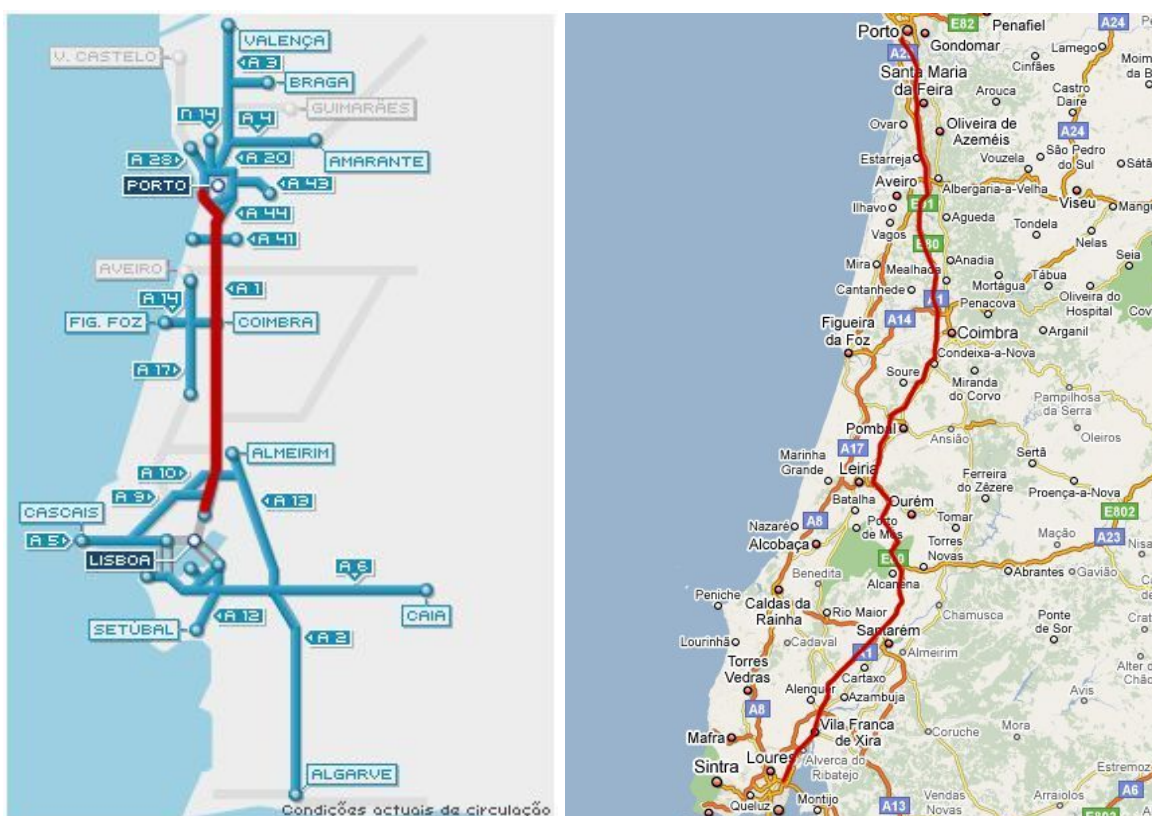 VALENÇA
V. CASTELO
A 3
BRAGA
GUIMARÃES
N 14
A 4
A 28
A 20
AMARANTE
PORTO
A 43
A 44
A 41
AVEIRO
A 1
A 14
FIG. FOZ
COIMBRA
A 17
ALMEIRIM
A 10
A 9
A 13
CASCAIS
A 5
LISBOA
A 6
CAIA
A 12
SETÚBAL
A 2
ALGARVE
Condições actuais de circulação
E82
Penafiel
A24
Porto
Gondomar
Lamego
Cinfães
Santa Maria
da Feira
Arouca
Castro
Daire
Ovar
Oliveira de
Azeméis
A24
Estarreja
Vouzela
São Pedro
do Sul
Sátã
Aveiro
Albergaria-a-Velha
Viseu
Ilhavo
E01
Agueda
Tondela
Mangu
Vagos
E80
Nelas
Seia
Mira
Mealhada
Anadia
Mortágua
Tábua
Cantanhede
A1
Penacova
Oliveira do
Hospital
A14
Cov
Figueira
da Foz
Coimbra
Arganil
Condeixa-a-Nova
Soure
Miranda
do Corvo
Pampilhosa
da Serra
Pombal
Ansião
Oleiros
A17
Marinha
Grande
Leiria
Sertã
Ferreira
do Zêzere
Proença-a-Nova
Batalha
Ourém
E802
Nazaré
A8
Porto
de Mós
Tomar
Mação
A23
Alcobaça
Torres
Novas
Nisa
Benedita
Alcanena
Abrantes
Gavião
Peniche
Caldas da
Rainha
Rio Maior
Chamusca
Ponte
de Sor
Lourinhã
Cadaval
Santarém
A1
Almeirim
Torres
Vedras
Cartaxo
Alenquer
Azambuja
Avis
A8
Vila Franca
de Xira
Coruche
Mora
Mafra
Loures
Alverca do
Ribatejo
Sintra
Estremoz
Queluz
Montijo
A13
Vendas
Novas
Arraiolos
A6